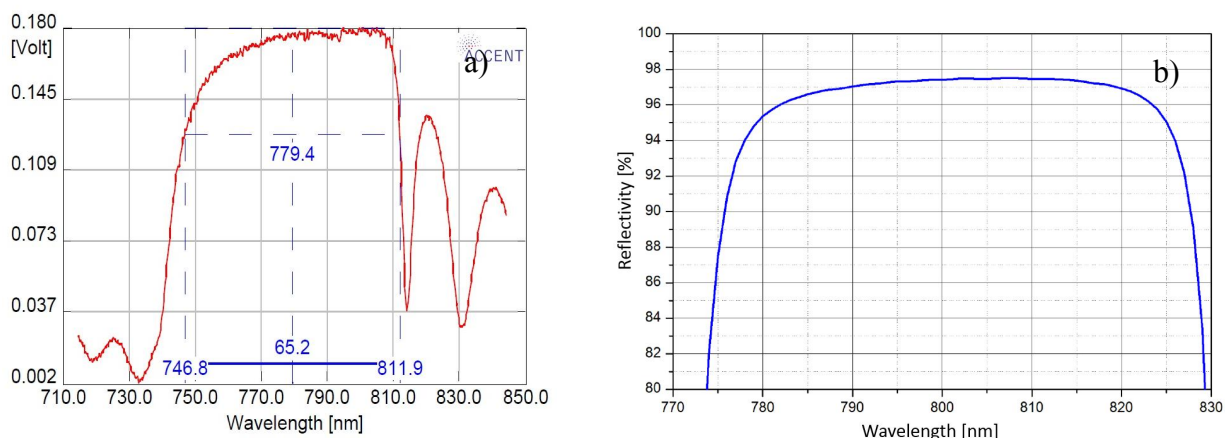 0.180
[Volt]
0.145
0.109
0.073
0.037
0.002
a)
ACCENT
779.4
65.2
746.8
811.9
710.0 730.0 750.0 770.0 790.0 810.0 830.0 850.0
Wavelength [nm]
b)
Reflectivity [%]
100
98
96
94
92
90
88
86
84
82
80
770 780 790 800 810 820 830
Wavelength [nm]